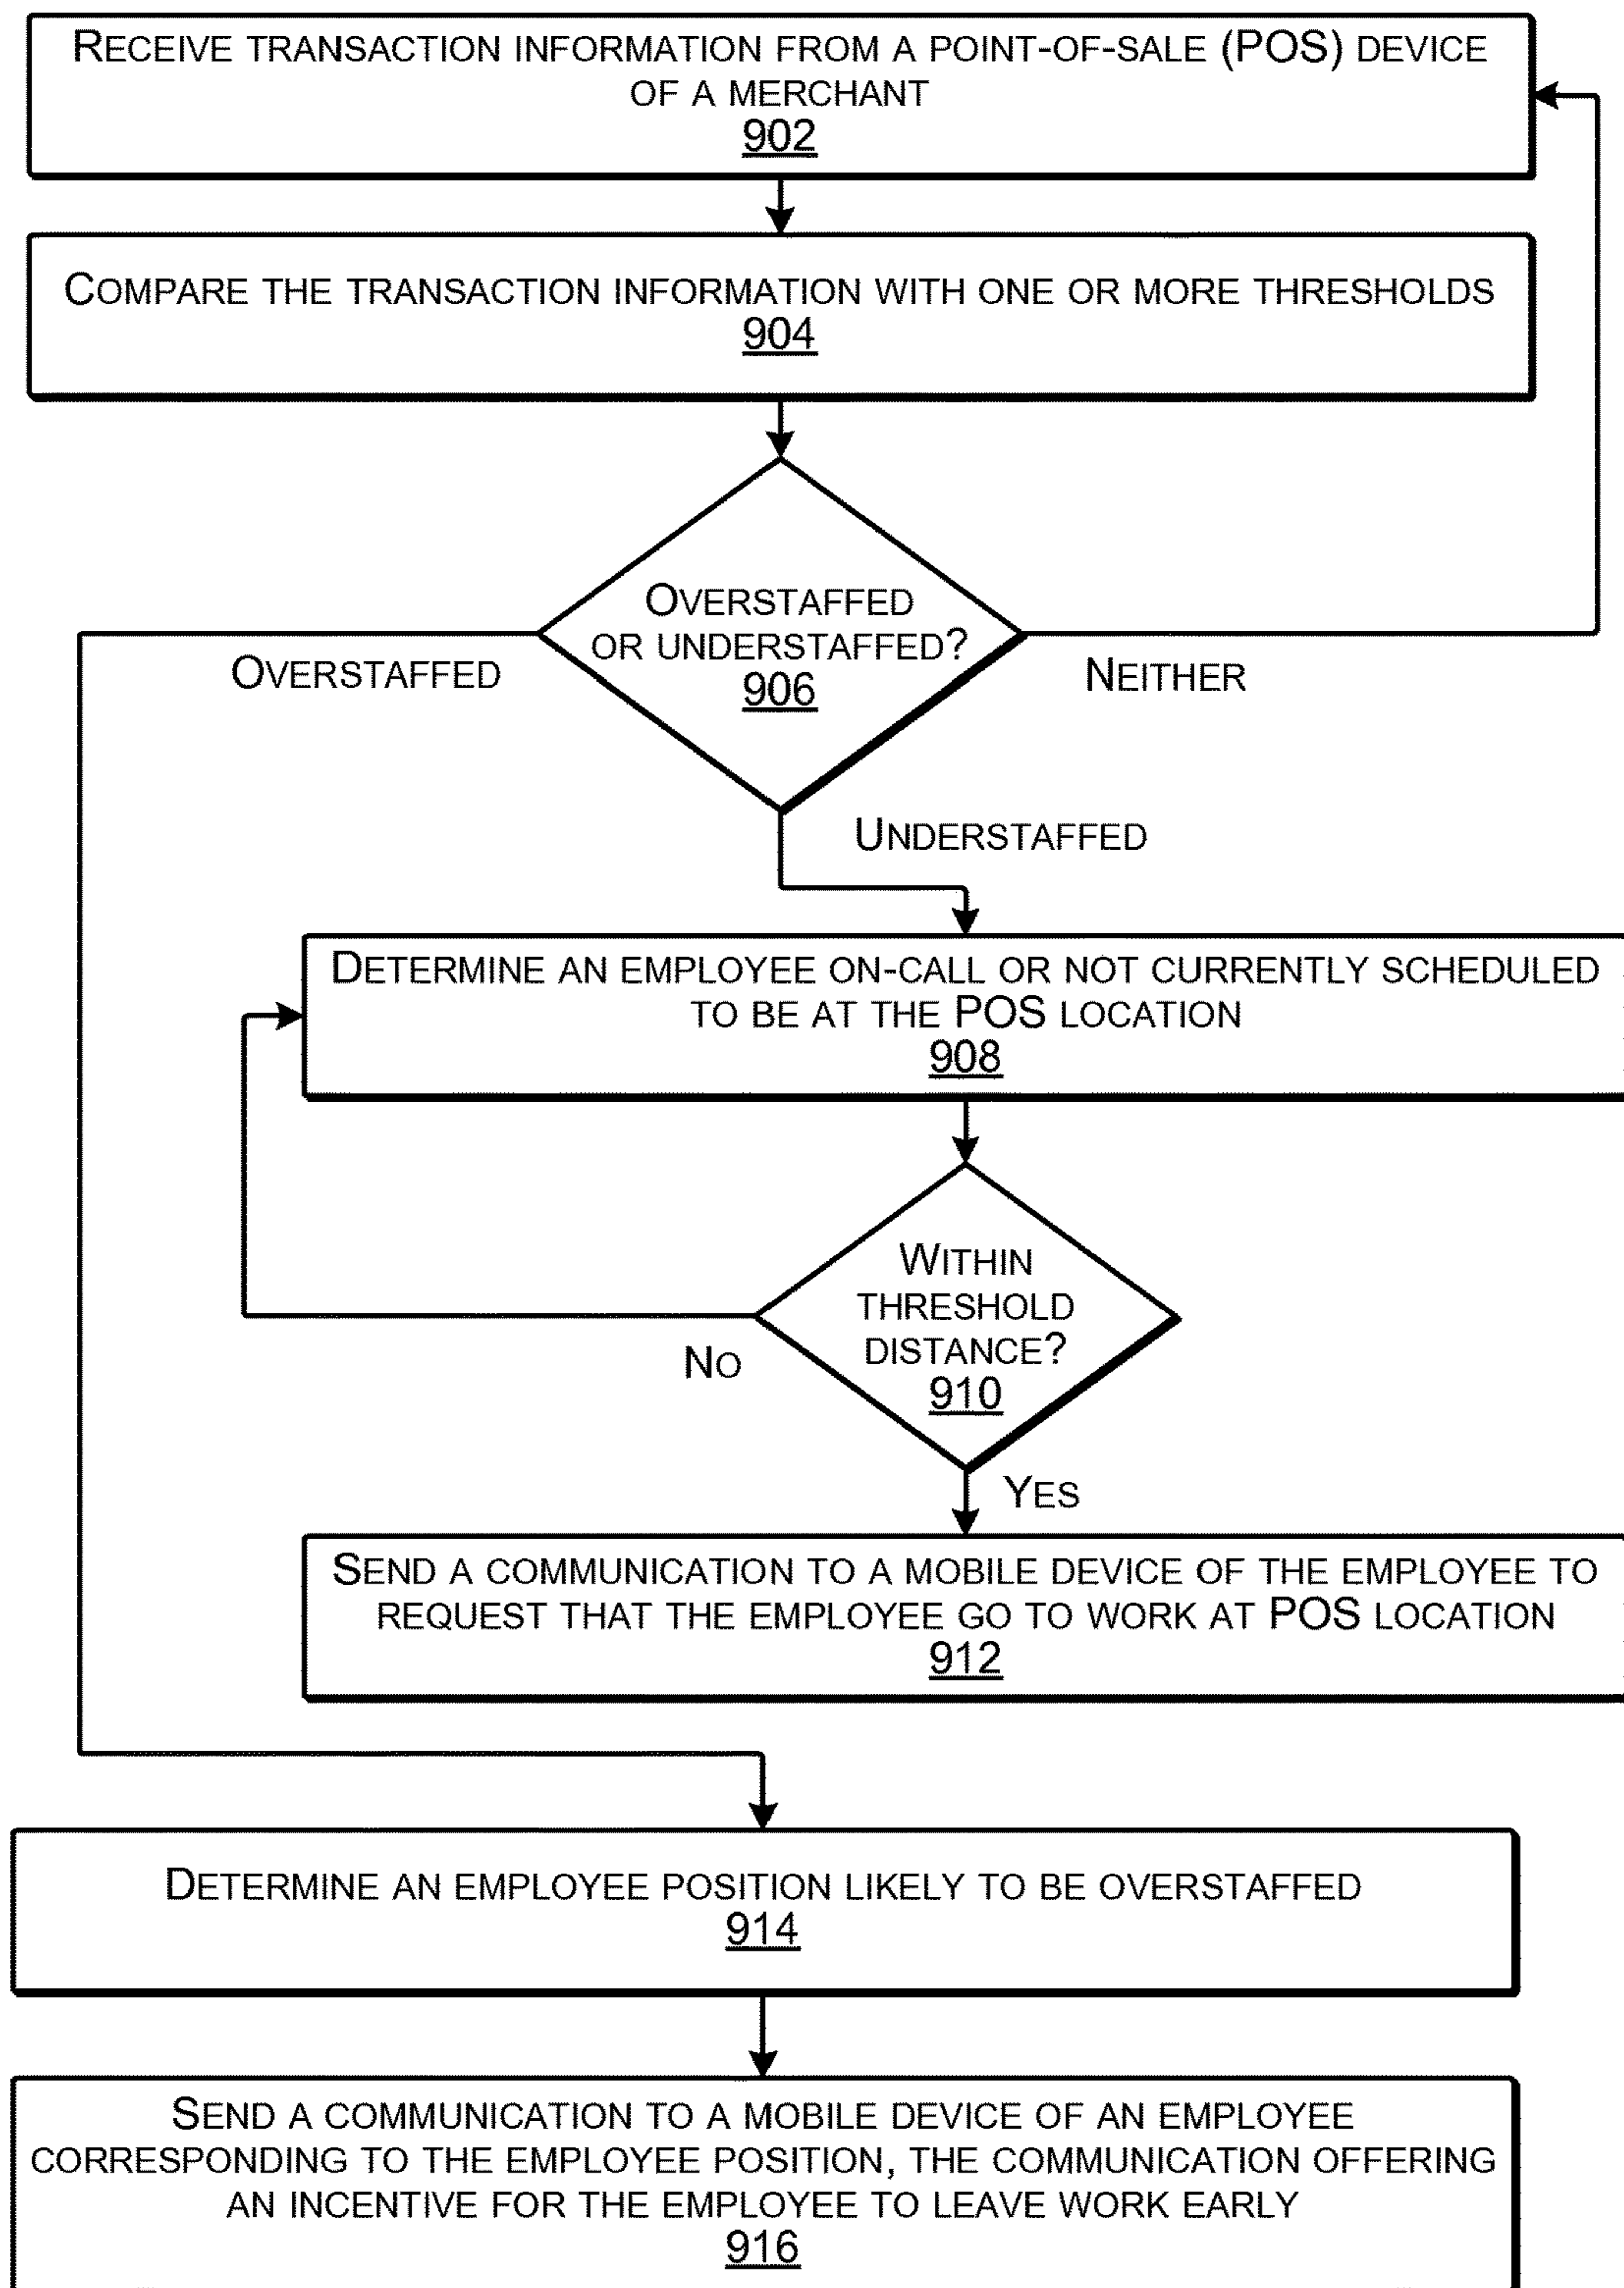 RECEIVE TRANSACTION INFORMATION FROM A POINT-OF-SALE (POS) DEVICE
OF A MERCHANT
902
COMPARE THE TRANSACTION INFORMATION WITH ONE OR MORE THRESHOLDS
904
OVERSTAFFED
OR UNDERSTAFFED?
906
OVERSTAFFED
NEITHER
UNDERSTAFFED
DETERMINE AN EMPLOYEE ON-CALL OR NOT CURRENTLY SCHEDULED
TO BE AT THE POS LOCATION
908
WITHIN
THRESHOLD
DISTANCE?
910
NO
YES
SEND A COMMUNICATION TO A MOBILE DEVICE OF THE EMPLOYEE TO
REQUEST THAT THE EMPLOYEE GO TO WORK AT POS LOCATION
912
DETERMINE AN EMPLOYEE POSITION LIKELY TO BE OVERSTAFFED
914
SEND A COMMUNICATION TO A MOBILE DEVICE OF AN EMPLOYEE
CORRESPONDING TO THE EMPLOYEE POSITION, THE COMMUNICATION OFFERING
AN INCENTIVE FOR THE EMPLOYEE TO LEAVE WORK EARLY
916